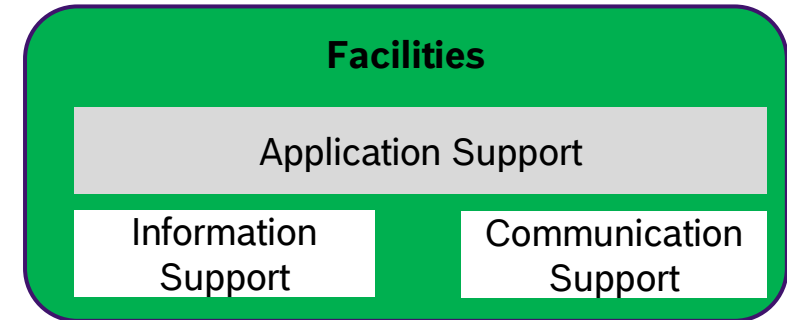 Facilities
Application Support
Information
Support
Communication
Support